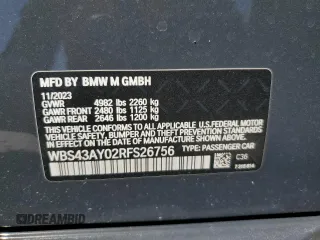 MFD BY BMW M GMBH
11/2023
GVWR 4982 lbs 2260 kg
GAWR FRONT 2480 lbs 1125 kg
GAWR REAR 2646 lbs 1200 kg
THIS VEHICLE CONFORMS TO ALL APPLICABLE U.S.FEDERAL MOTOR
VEHICLE SAFETY, BUMPER, AND THEFT PREVENTION STANDARDS
IN EFFECT ON THE DATE OF MANUFACTURE SHOWN ABOVE.
WBS43AY02RFS26756 TYPE: PASSENGER CAR
C36
DREAMBID.COM